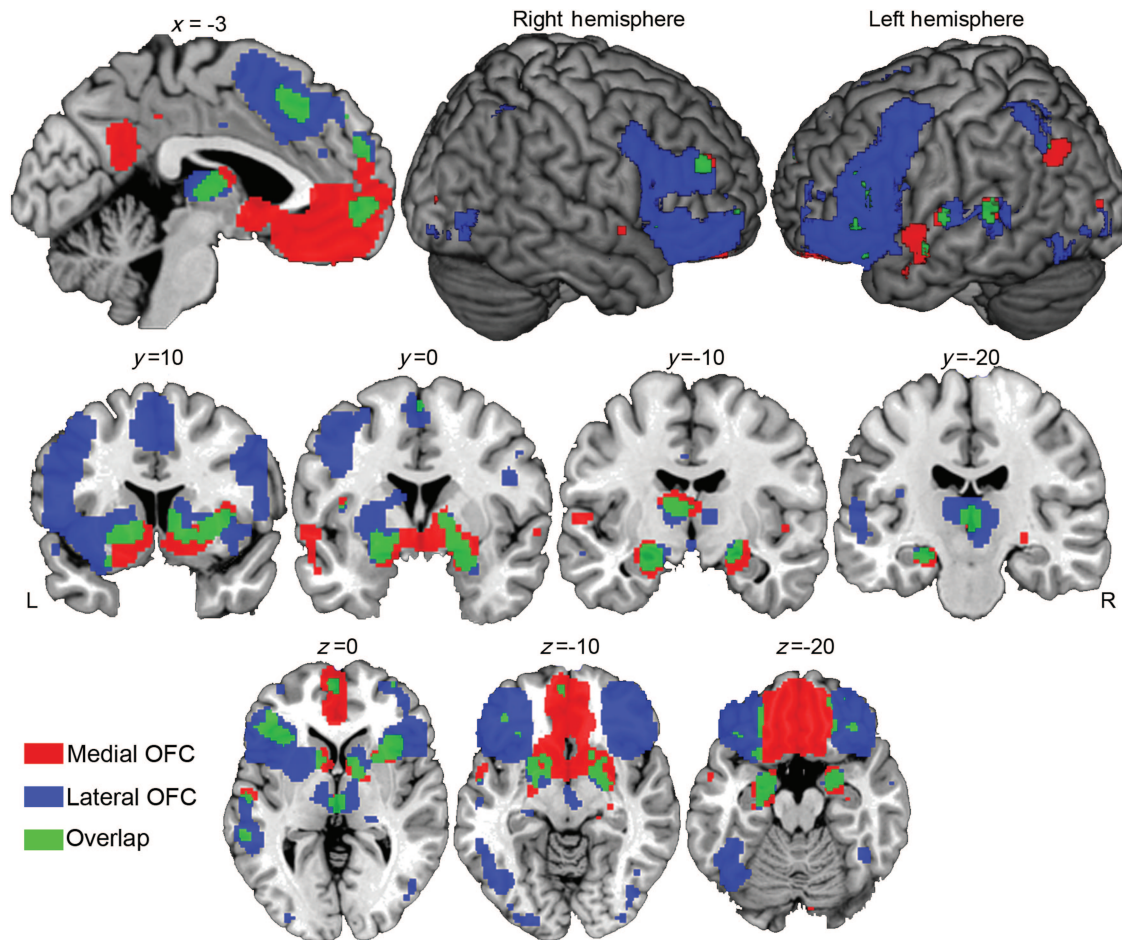 x = -3
Right hemisphere
Left hemisphere
y=10
y=0
y=-10
y=-20
L
R
z=0
z=-10
z=-20
Medial OFC
Lateral OFC
Overlap